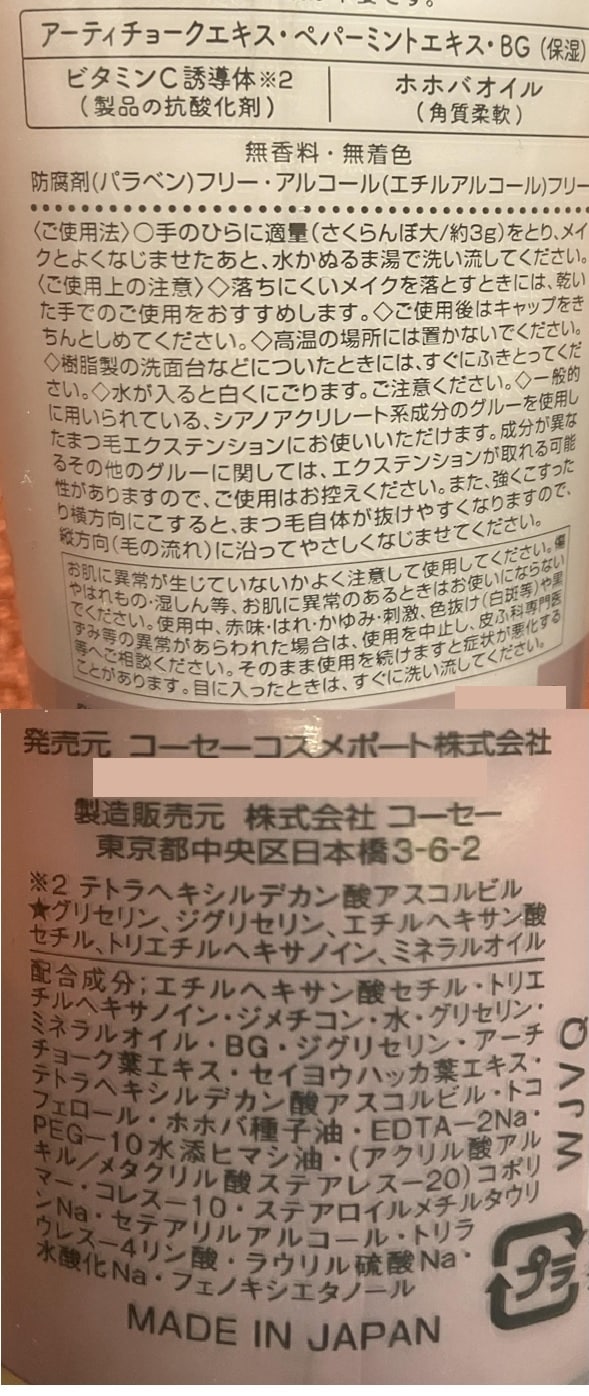 アーティチョークエキス・ペパーミントエキス・BG（保湿）
ビタミンC誘導体※2
（製品の抗酸化剤）
ホホバオイル
（角質柔軟）
無香料・無着色
防腐剤(パラベン)フリー・アルコール(エチルアルコール)フリー
〈ご使用法〉○手のひらに適量(さくらんぼ大/約3g)をとり、メイ
クとよくなじませたあと、水かぬるま湯で洗い流してください。
〈ご使用上の注意〉◇落ちにくいメイクを落とすときには、乾い
た手でのご使用をおすすめします。◇ご使用後はキャップをき
ちんとしめてください。◇高温の場所には置かないでください。
◇樹脂製の洗面台などについたときには、すぐにふきとってくだ
さい。◇水が入ると白くにごります。ご注意ください。◇一般的
に用いられている、シアノアクリレート系成分のグルーを使用し
たまつ毛エクステンションにお使いいただけます。成分が異な
るその他のグルーに関しては、エクステンションが取れる可能
性がありますので、ご使用はお控えください。また、強くこすった
り横方向にこすると、まつ毛自体が抜けやすくなりますので、
縦方向(毛の流れ)に沿ってやさしくなじませてください。
お肌に異常が生じていないかよく注意して使用してください。傷
やはれもの・湿しん等、お肌に異常のあるときはお使いにならない
でください。使用中、赤味・はれ・かゆみ・刺激、色抜け(白斑等)や黒
ずみ等の異常があらわれた場合は、使用を中止し、皮ふ科専門医
等へご相談ください。そのまま使用を続けますと症状が悪化する
ことがあります。目に入ったときは、すぐに洗い流してください。
発売元 コーセーコスメポート株式会社
製造販売元 株式会社 コーセー
東京都中央区日本橋3-6-2
※2 テトラヘキシルデカン酸アスコルビル
★グリセリン、ジグリセリン、エチルヘキサン酸
セチル、トリエチルヘキサノイン、ミネラルオイル
配合成分；エチルヘキサン酸セチル・トリエ
チルヘキサノイン・ジメチコン・水・グリセリン・
ミネラルオイル・BG・ジグリセリン・アーチ
チョーク葉エキス・セイヨウハッカ葉エキス・
テトラヘキシルデカン酸アスコルビル・トコ
フェロール・ホホバ種子油・EDTA－2Na・
PEG－10水添ヒマシ油・(アクリル酸アル
キル／メタクリル酸ステアレス－20)コポリ
マー・コレス－10・ステアロイルメチルタウリ
ンNa・セテアリルアルコール・トリラ
ウレス－4リン酸・ラウリル硫酸Na・
水酸化Na・フェノキシエタノール
プラ
MADE IN JAPAN